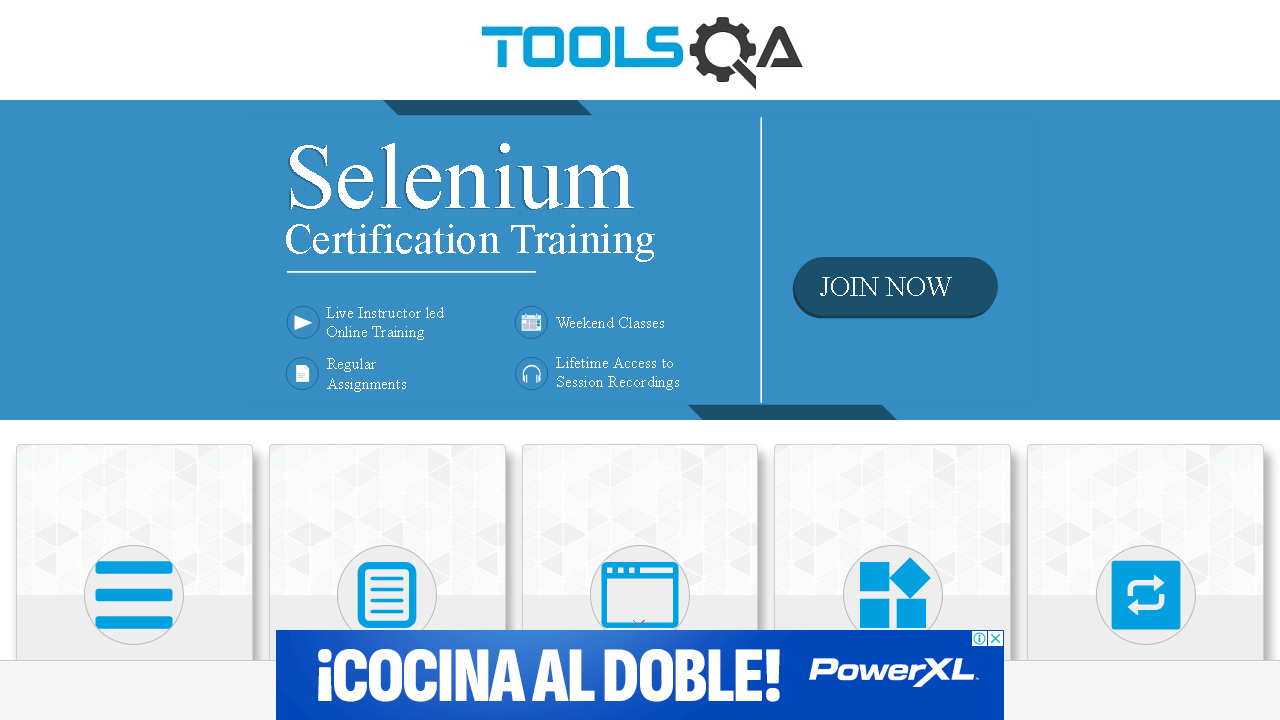 TOOLSQA
Selenium
Certification Training
JOIN NOW
Live Instructor led
Online Training
Weekend Classes
Regular
Assignments
Lifetime Access to
Session Recordings
¡COCINA AL DOBLE!
PowerXL